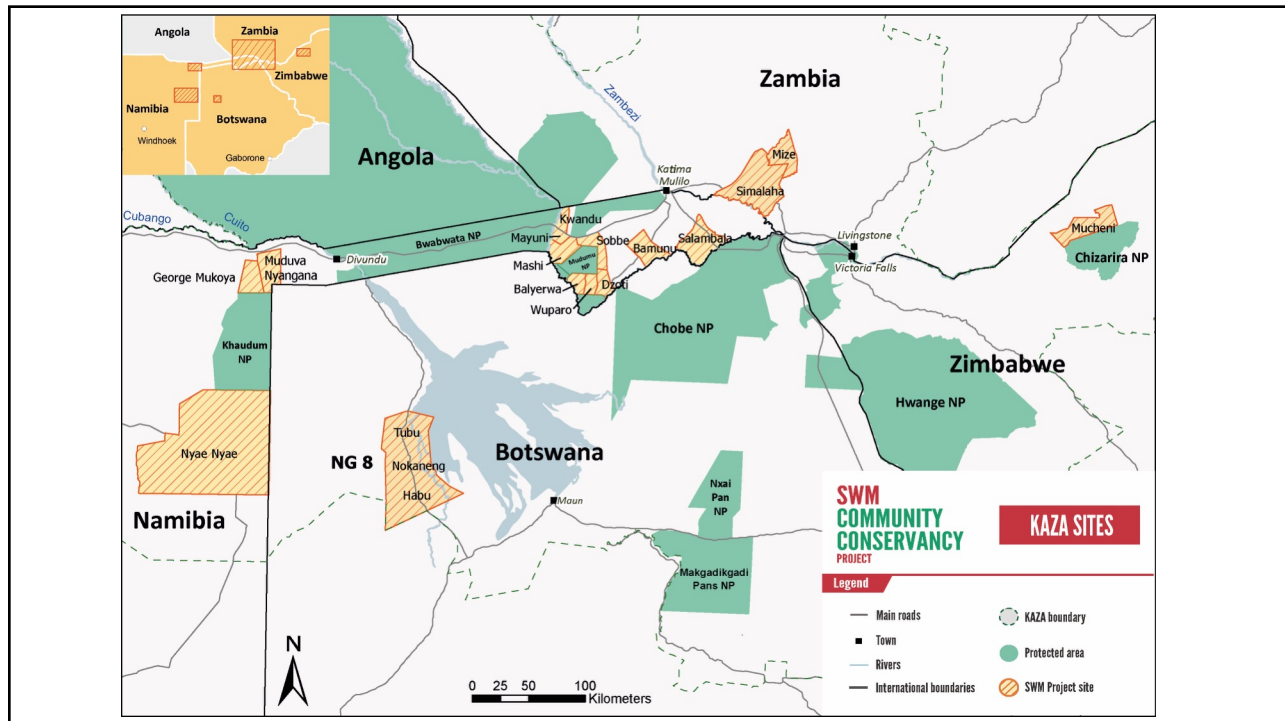 Angola
Zambia
Zimbabwe
Namibia
Botswana
Windhoek
Gaborone
Zambia
Zambezi
Angola
Mize
Katima
Mulilo
Simalaha
Cubango
Cuito
Kwandu
Mucheni
Bwabwata NP
Mayuni
Sobbe
Bamunu
Salambala
Livingstone
Victoria Falls
Chizarira NP
Divundu
Muduva
Nyangana
George Mukoya
Mashi
Mudumu
NP
Balyerwa
Dzoti
Wuparo
Chobe NP
Khaudum
NP
Zimbabwe
Hwange NP
Nyae Nyae
NG 8
Tubu
Nokaneng
Habu
Botswana
Maun
Nxai
Pan
NP
Namibia
Makgadikgadi
Pans NP
SWM
COMMUNITY
CONSERVANCY
PROJECT
KAZA SITES
Legend
Main roads
Town
Rivers
International boundaries
KAZA boundary
Protected area
SWM Project site
N
0 25 50 100
Kilometers